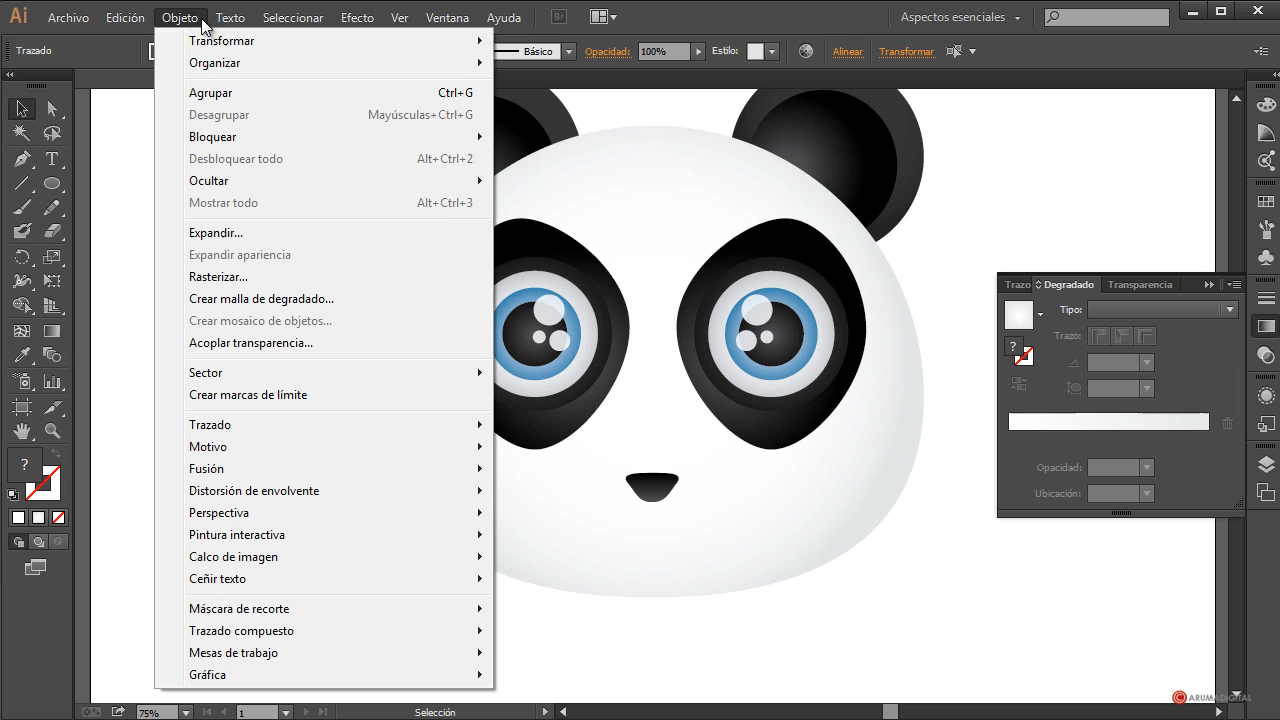 Ai Archivo Edición Objeto Texto Seleccionar Efecto Ver Ventana Ayuda Br Aspectos esenciales
Trazado Básico Opacidad: 100% Estilo: Alinear Transformar
Transformar
Organizar
Agrupar Ctrl+G
Desagrupar Mayúsculas+Ctrl+G
Bloquear
Desbloquear todo Alt+Ctrl+2
Ocultar
Mostrar todo Alt+Ctrl+3
Expandir...
Expandir apariencia
Rasterizar...
Crear malla de degradado...
Crear mosaico de objetos...
Acoplar transparencia...
Sector
Crear marcas de límite
Trazado
Motivo
Fusión
Distorsión de envolvente
Perspectiva
Pintura interactiva
Calco de imagen
Ceñir texto
Máscara de recorte
Trazado compuesto
Mesas de trabajo
Gráfica
Trazo Degradado Transparencia
Tipo:
Trazo:
Opacidad:
Ubicación:
?
?
75% 1 Selección
C ARUMADIGITAL